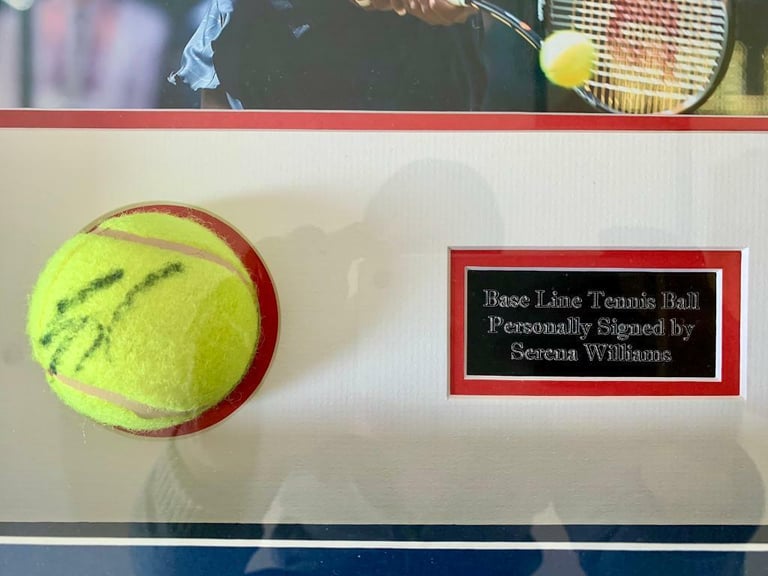 Base Line Tennis Ball
Personally Signed by
Serena Williams